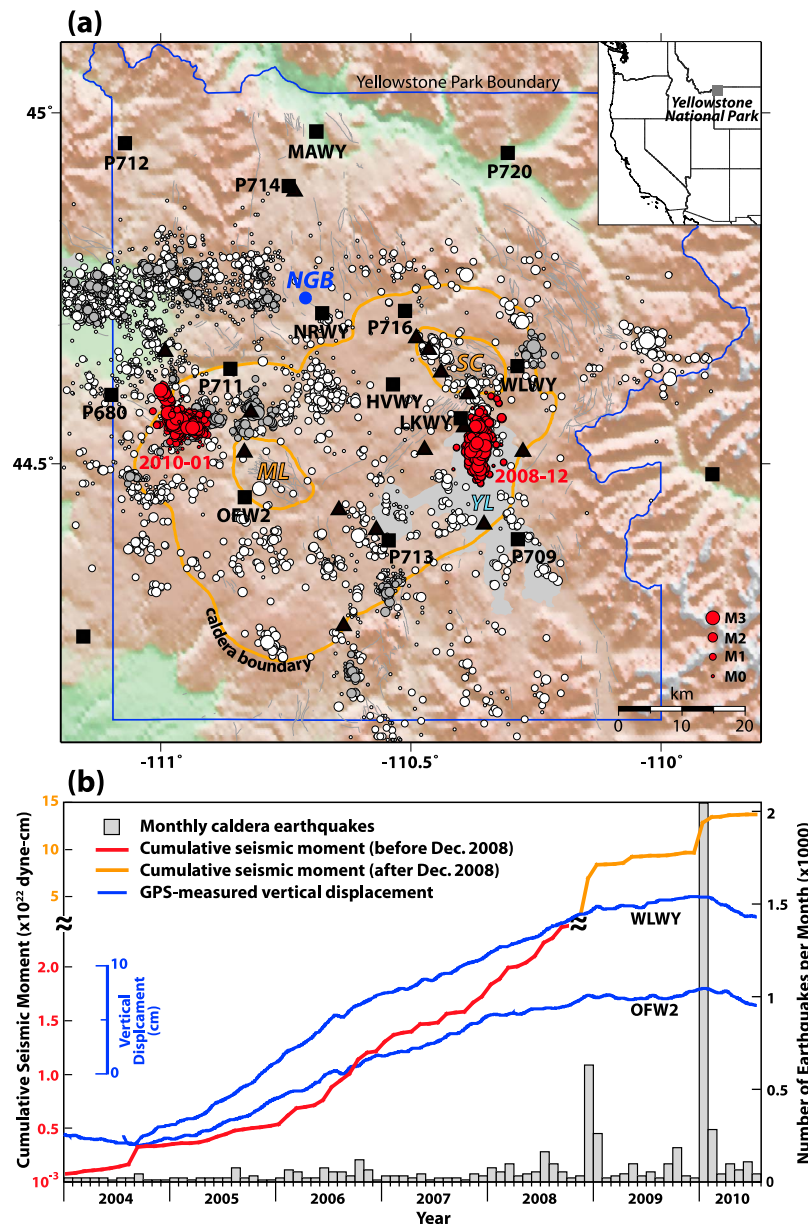 (a)
Yellowstone Park Boundary
Yellowstone
National Park
45°
44.5°
P712
MAWY
P720
P714
NGB
NRWY
P716
SC
P711
WLWY
HVWY
P680
LKWY
2010-01
ML
2008-12
OFW2
YL
P713
P709
caldera boundary
M3
M2
M1
M0
km
0 10 20
-111° -110.5° -110°
(b)
15
10
5
2.0
1.5
1.0
0.5
10-3
Cumulative Seismic Moment (x1022 dyne-cm)
Monthly caldera earthquakes
Cumulative seismic moment (before Dec. 2008)
Cumulative seismic moment (after Dec. 2008)
GPS-measured vertical displacement
10
0
Vertical
Displcament
(cm)
WLWY
OFW2
2
1.5
1
0.5
0
Number of Earthquakes per Month (x1000)
2004 2005 2006 2007 2008 2009 2010
Year